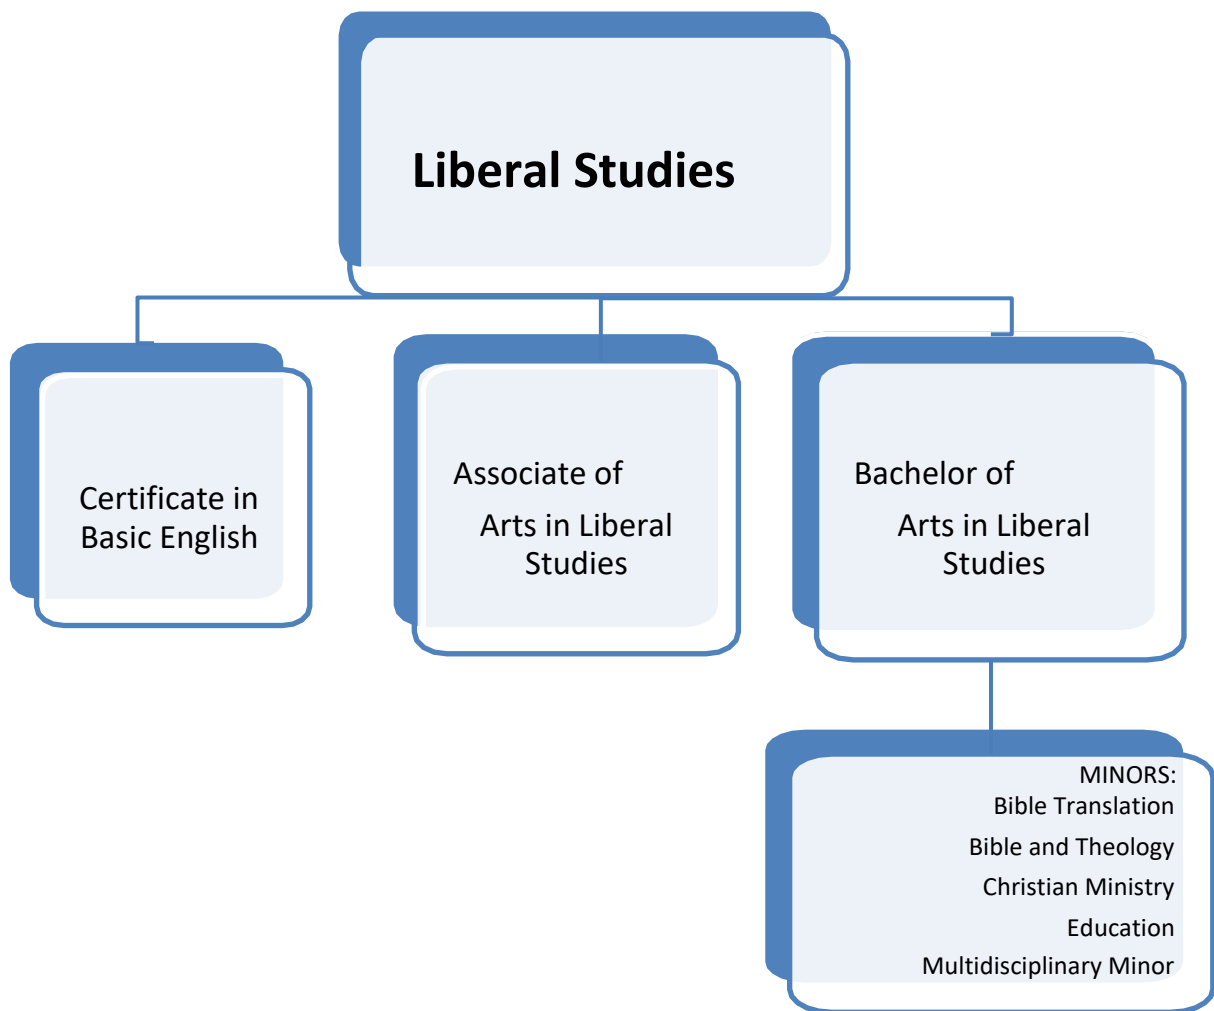 Liberal Studies
Certificate in
Basic English
Associate of
Arts in Liberal
Studies
Bachelor of
Arts in Liberal
Studies
MINORS:
Bible Translation
Bible and Theology
Christian Ministry
Education
Multidisciplinary Minor